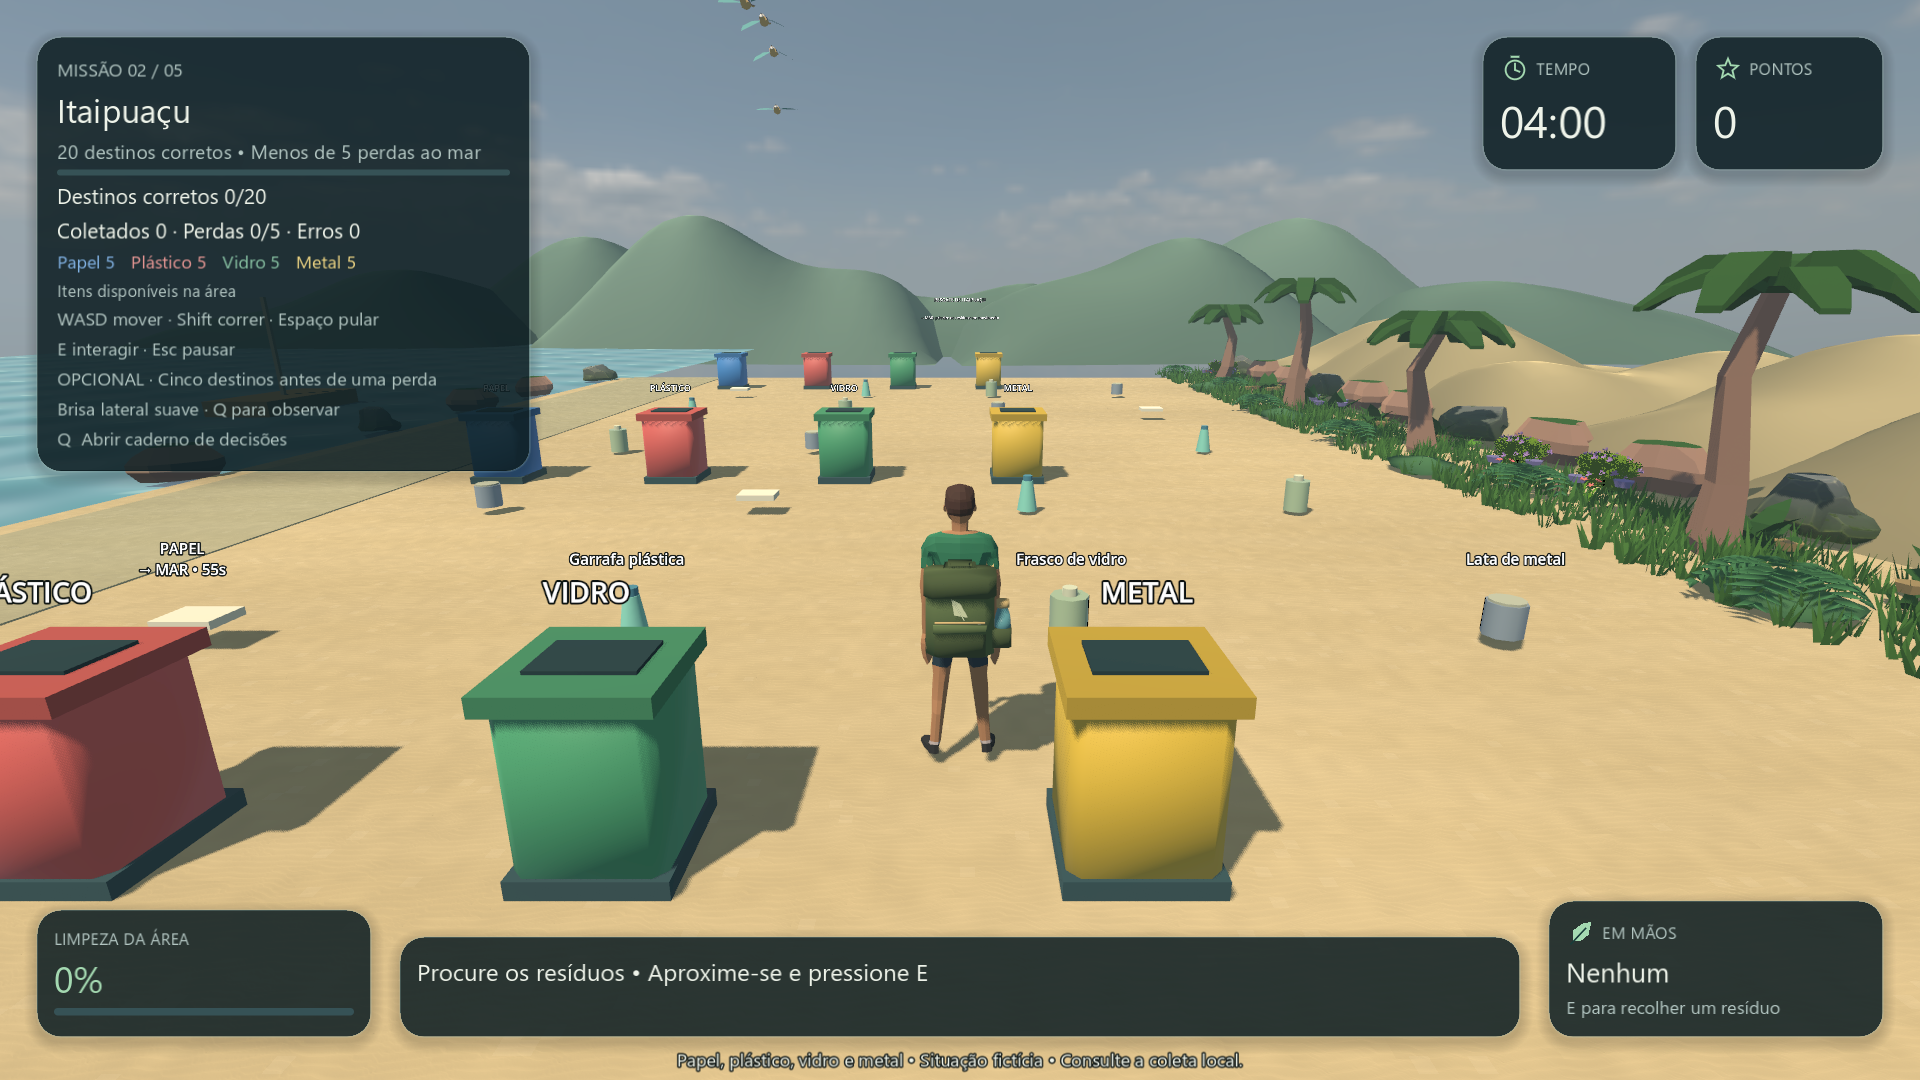 MISSÃO 02 / 05
Itaipuaçu
20 destinos corretos • Menos de 5 perdas ao mar
Destinos corretos 0/20
Coletados 0 · Perdas 0/5 · Erros 0
Papel 5 Plástico 5 Vidro 5 Metal 5
Itens disponíveis na área
WASD mover · Shift correr · Espaço pular
E interagir · Esc pausar
OPCIONAL · Cinco destinos antes de uma perda
Brisa lateral suave · Q para observar
Q Abrir caderno de decisões
TEMPO
04:00
PONTOS
0
PAPEL
PLÁSTICO
VIDRO
METAL
PAPEL
→ MAR • 55s
Garrafa plástica
Frasco de vidro
Lata de metal
ÁSTICO
VIDRO
METAL
LIMPEZA DA ÁREA
0%
Procure os resíduos • Aproxime-se e pressione E
EM MÃOS
Nenhum
E para recolher um resíduo
Papel, plástico, vidro e metal • Situação fictícia • Consulte a coleta local.